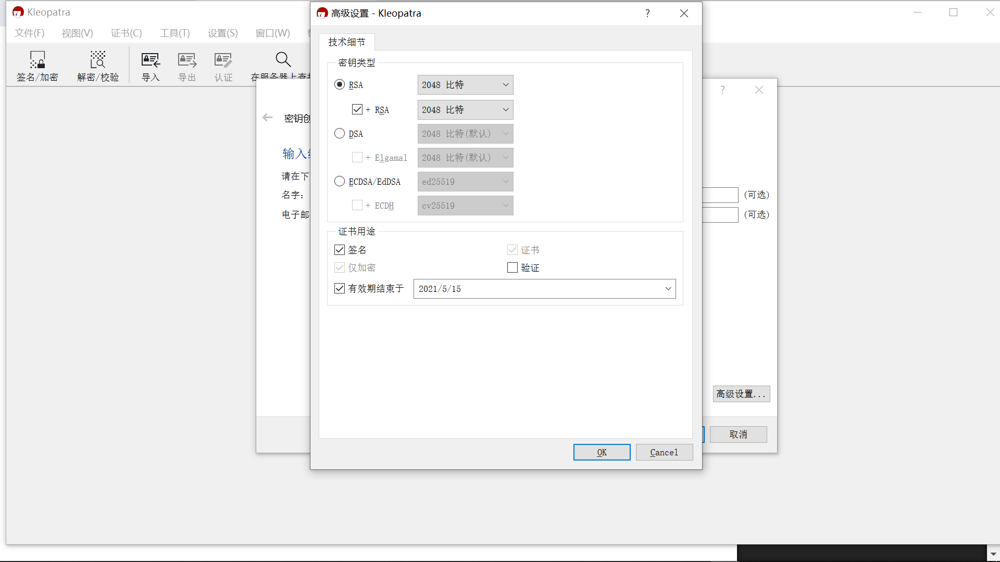 Kleopatra
文件(F) 视图(V) 证书(C) 工具(T) 设置(S) 窗口(W)
签名/加密 解密/校验 导入 导出 认证 在服务器上查
高级设置 - Kleopatra
?
技术细节
密钥类型
RSA 2048 比特
+ RSA 2048 比特
DSA 2048 比特(默认)
+ Elgamal 2048 比特(默认)
ECDSA/EdDSA ed25519
+ ECDH cv25519
证书用途
签名 证书
仅加密 验证
有效期结束于 2021/5/15
OK Cancel
?
密钥创
输入
请在下
名字: (可选)
电子邮 (可选)
高级设置...
取消